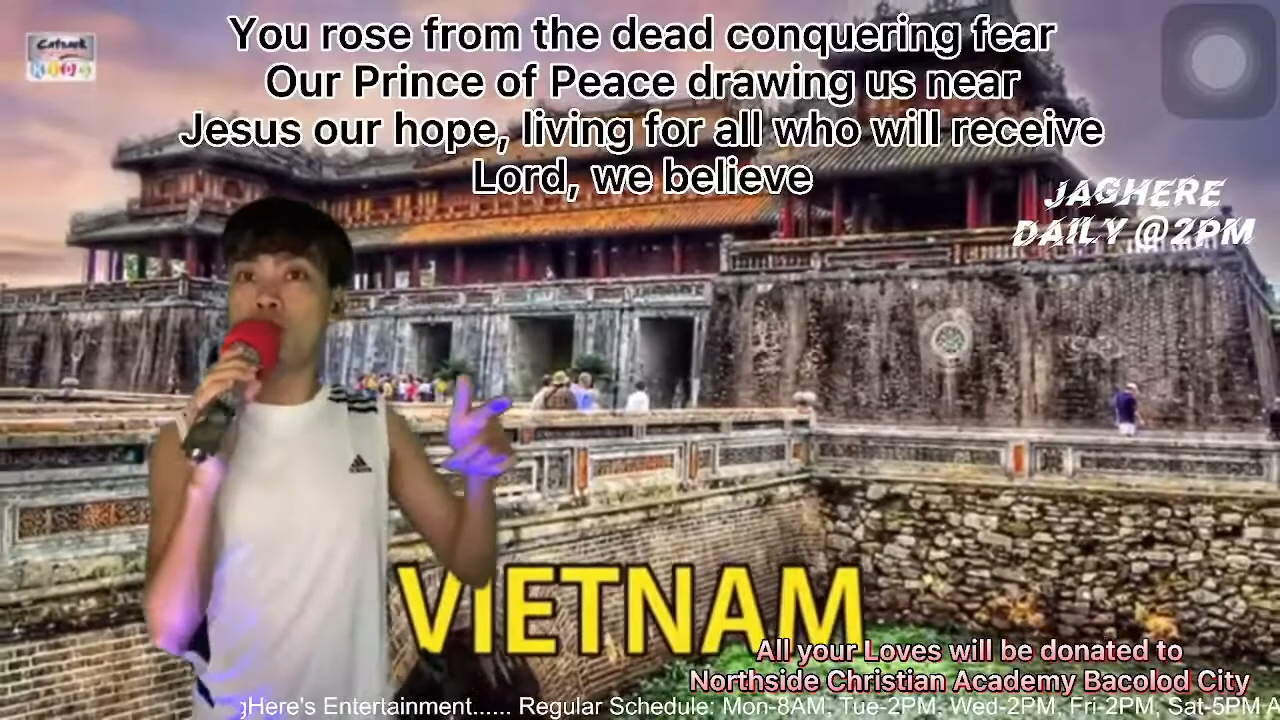 You rose from the dead conquering fear
Our Prince of Peace drawing us near
Jesus our hope, living for all who will receive
Lord, we believe
JAGHERE
DAILY @2PM
VIETNAM
All your Loves will be donated to
Northside Christian Academy Bacolod City
gHere's Entertainment...... Regular Schedule: Mon-8AM, Tue-2PM, Wed-2PM, Fri-2PM, Sat-5PM A